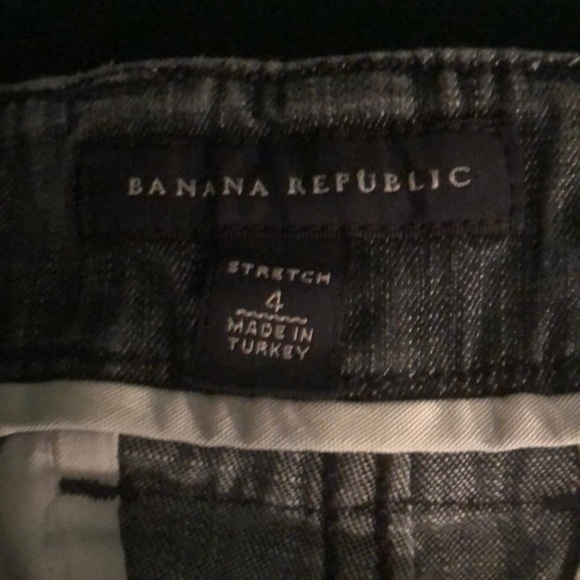 BANANA REPUBLIC
STRETCH
4
MADE IN
TURKEY